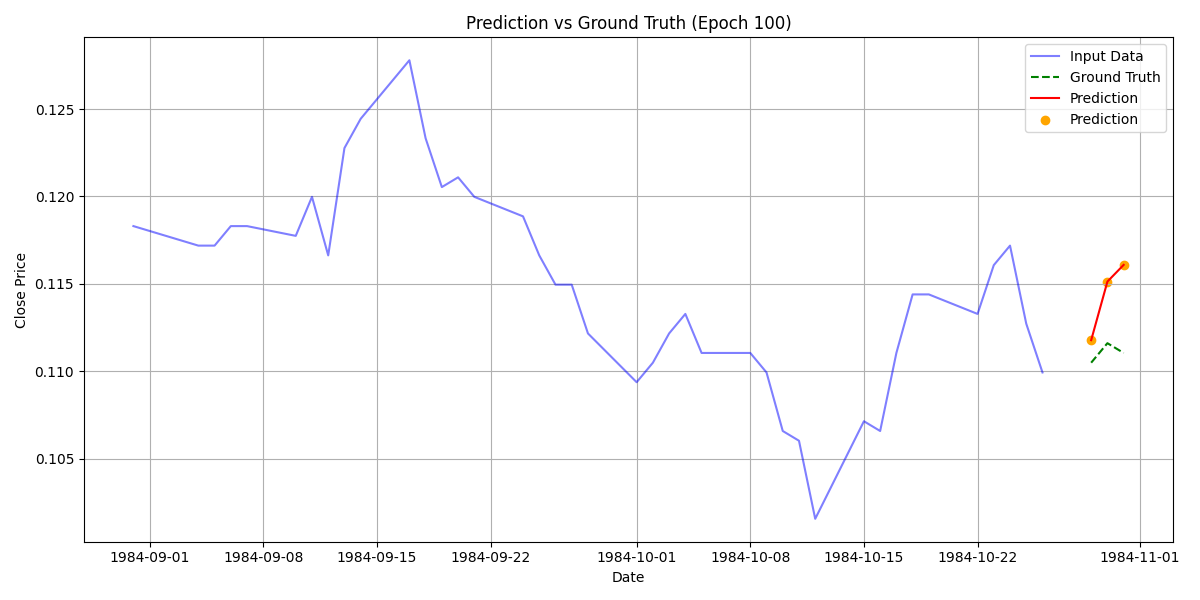 Prediction vs Ground Truth (Epoch 100)
Input Data
Ground Truth
Prediction
Prediction
Close Price
0.125
0.120
0.115
0.110
0.105
1984-09-01
1984-09-08
1984-09-15
1984-09-22
1984-10-01
1984-10-08
1984-10-15
1984-10-22
1984-11-01
Date